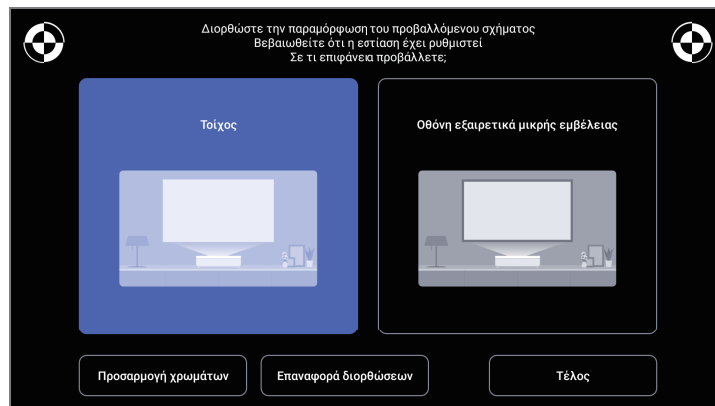 Διορθώστε την παραμόρφωση του προβαλλόμενου σχήματος
Βεβαιωθείτε ότι η εστίαση έχει ρυθμιστεί
Σε τι επιφάνεια προβάλλετε;
Τοίχος
Οθόνη εξαιρετικά μικρής εμβέλειας
Προσαρμογή χρωμάτων
Επαναφορά διορθώσεων
Τέλος